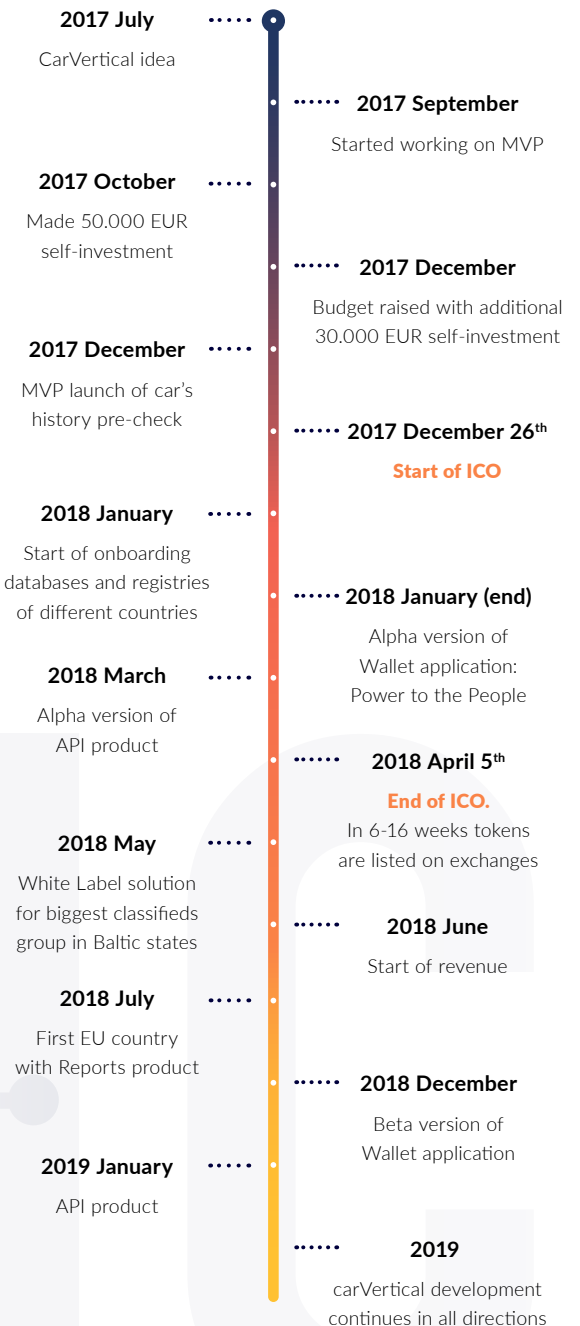 2017 July
CarVertical idea
2017 September
Started working on MVP
2017 October
Made 50.000 EUR
self-investment
2017 December
Budget raised with additional
30.000 EUR self-investment
2017 December
MVP launch of car’s
history pre-check
2017 December 26th
Start of ICO
2018 January
Start of onboarding
databases and registries
of different countries
2018 January (end)
Alpha version of
Wallet application:
Power to the People
2018 March
Alpha version of
API product
2018 April 5th
End of ICO.
In 6-16 weeks tokens
are listed on exchanges
2018 May
White Label solution
for biggest classifieds
group in Baltic states
2018 June
Start of revenue
2018 July
First EU country
with Reports product
2018 December
Beta version of
Wallet application
2019 January
API product
2019
carVertical development
continues in all directions